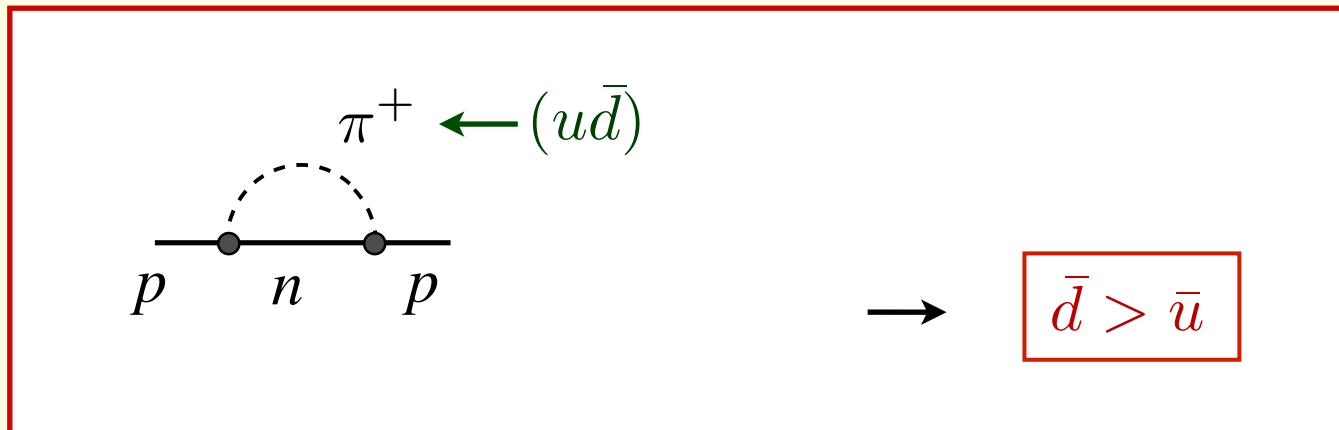 π⁺ ← (ud̄)
p n p
→ d̄ > ū